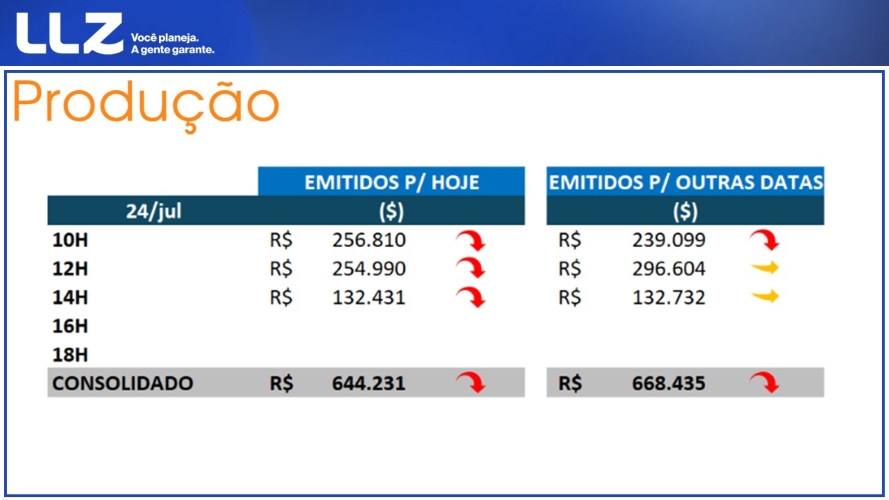 LLZ Você planeja.
A gente garante.
Produção
EMITIDOS P/ HOJE EMITIDOS P/ OUTRAS DATAS
24/jul ($) ($)
10H R$ 256.810 R$ 239.099
12H R$ 254.990 R$ 296.604
14H R$ 132.431 R$ 132.732
16H
18H
CONSOLIDADO R$ 644.231 R$ 668.435